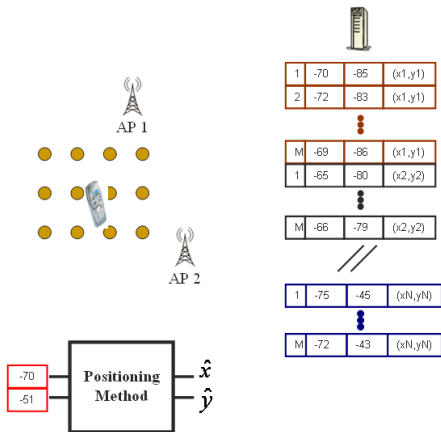 AP 1
AP 2
1 -70 -85 (x1,y1)
2 -72 -83 (x1,y1)
M -69 -86 (x1,y1)
1 -65 -80 (x2,y2)
M -66 -79 (x2,y2)
1 -75 -45 (xN,yN)
M -72 -43 (xN,yN)
-70
-51
Positioning
Method
x̂
ŷ